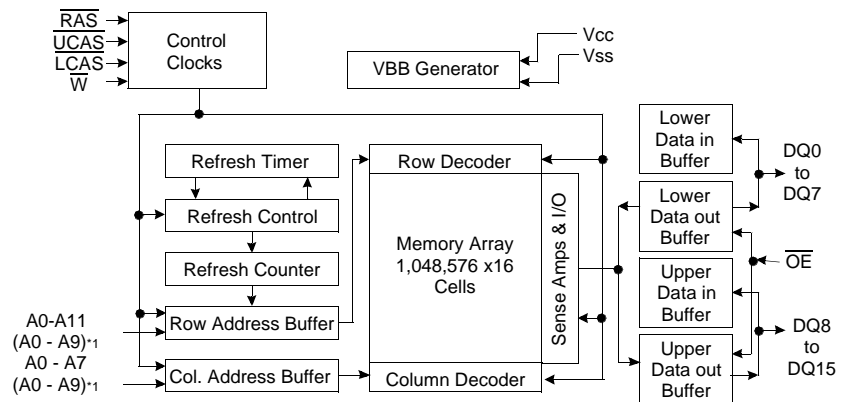 RAS
UCAS
LCAS
W
Control
Clocks
VBB Generator
Vcc
Vss
Refresh Timer
Refresh Control
Refresh Counter
Row Address Buffer
Col. Address Buffer
A0-A11
(A0 - A9)*1
A0 - A7
(A0 - A9)*1
Row Decoder
Memory Array
1,048,576 x16
Cells
Column Decoder
Sense Amps & I/O
Lower
Data in
Buffer
Lower
Data out
Buffer
Upper
Data in
Buffer
Upper
Data out
Buffer
DQ0
to
DQ7
OE
DQ8
to
DQ15